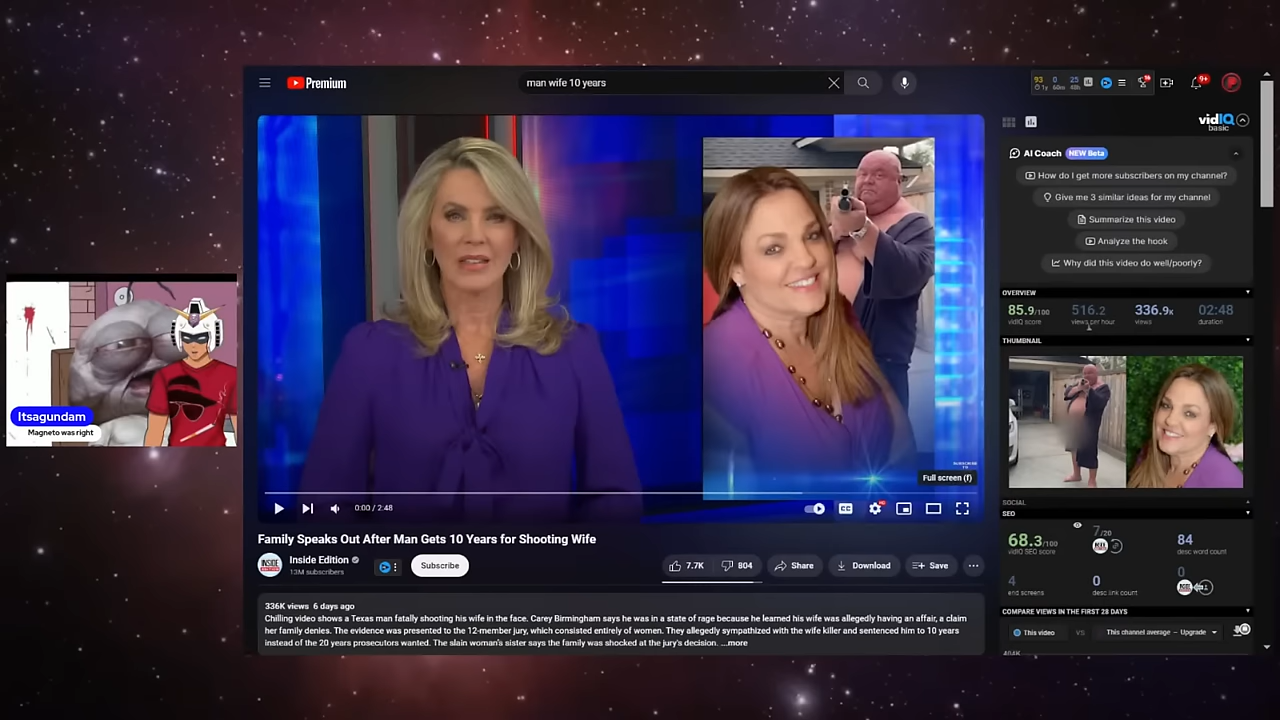 Premium
man wife 10 years
93 0 25
9+
vidIQ
basic
AI Coach NEW Beta
How do I get more subscribers on my channel?
Give me 3 similar ideas for my channel
Summarize this video
Analyze the hook
Why did this video do well/poorly?
OVERVIEW
85.9/100 516.2 336.9K 02:48
vidIQ score views per hour views duration
THUMBNAIL
Itsagundam
Magneto was right
Full screen (f)
0:00 / 2:48
CC
SOCIAL
SEO
68.3/100 7/20 84
vidIQ SEO score desc word count
4 0 0
end screens desc link count
COMPARE VIEWS IN THE FIRST 28 DAYS
This video VS This channel average – Upgrade
Family Speaks Out After Man Gets 10 Years for Shooting Wife
INSIDE EDITION
Inside Edition
13M subscribers
Subscribe
7.7K 804 Share Download Save
336K views 6 days ago
Chilling video shows a Texas man fatally shooting his wife in the face. Carey Birmingham says he was in a state of rage because he learned his wife was allegedly having an affair, a claim
her family denies. The evidence was presented to the 12-member jury, which consisted entirely of women. They allegedly sympathized with the wife killer and sentenced him to 10 years
instead of the 20 years prosecutors wanted. The slain woman's sister says the family was shocked at the jury's decision. ...more